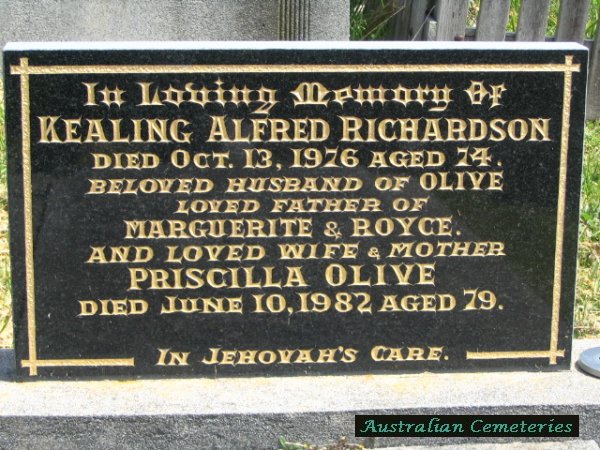 In Loving Memory Of
KEALING ALFRED RICHARDSON
DIED OCT. 13, 1976 AGED 74.
BELOVED HUSBAND OF OLIVE
LOVED FATHER OF
MARGUERITE & ROYCE.
AND LOVED WIFE & MOTHER
PRISCILLA OLIVE
DIED JUNE 10, 1982 AGED 79.
IN JEHOVAH'S CARE.
Australian Cemeteries